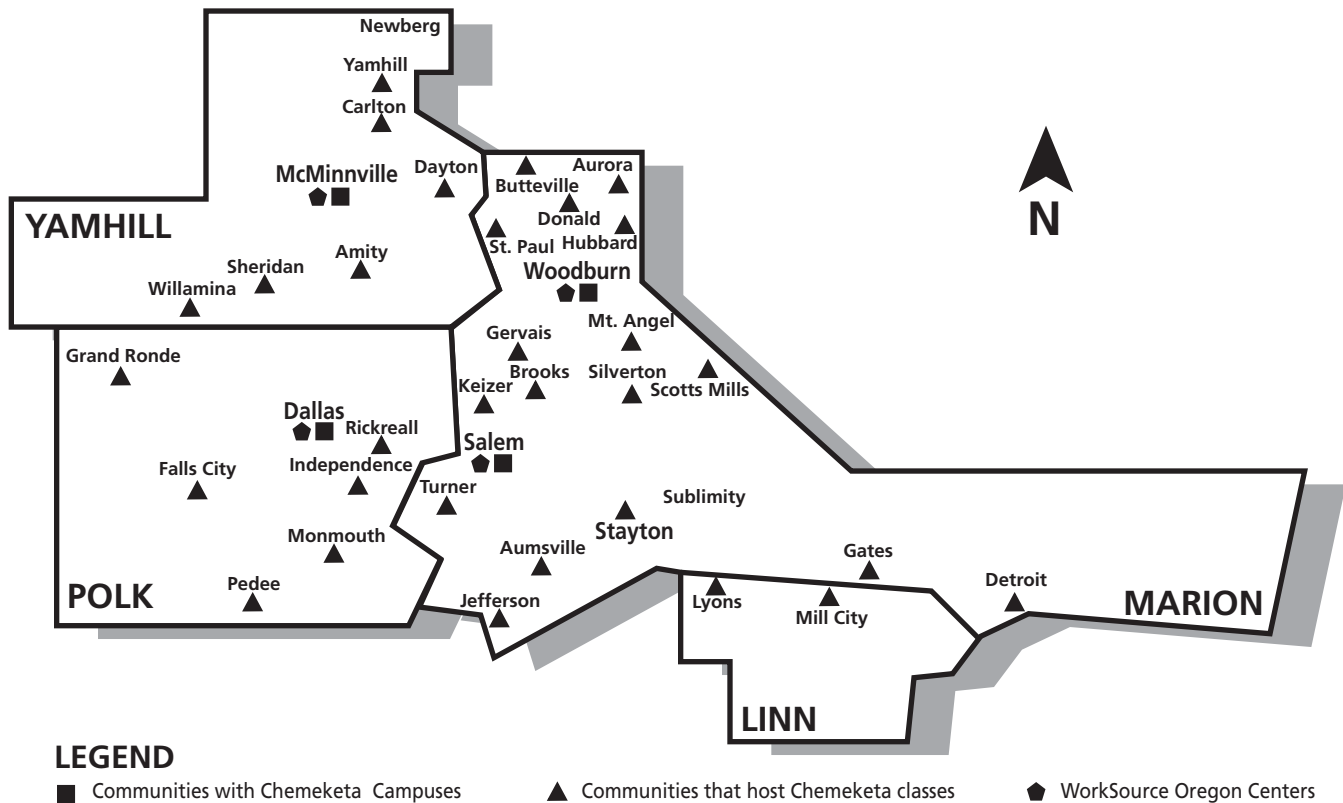 Newberg
Yamhill
Carlton
McMinnville
Dayton
Aurora
Butteville
Donald
YAMHILL
St. Paul
Hubbard
Amity
Sheridan
Woodburn
Willamina
N
Mt. Angel
Gervais
Grand Ronde
Brooks
Silverton
Keizer
Scotts Mills
Dallas
Rickreall
Salem
Falls City
Independence
Turner
Sublimity
Stayton
Monmouth
Aumsville
Gates
Pedee
Detroit
POLK
Jefferson
Lyons
Mill City
MARION
LINN
LEGEND
Communities with Chemeketa Campuses
Communities that host Chemeketa classes
WorkSource Oregon Centers